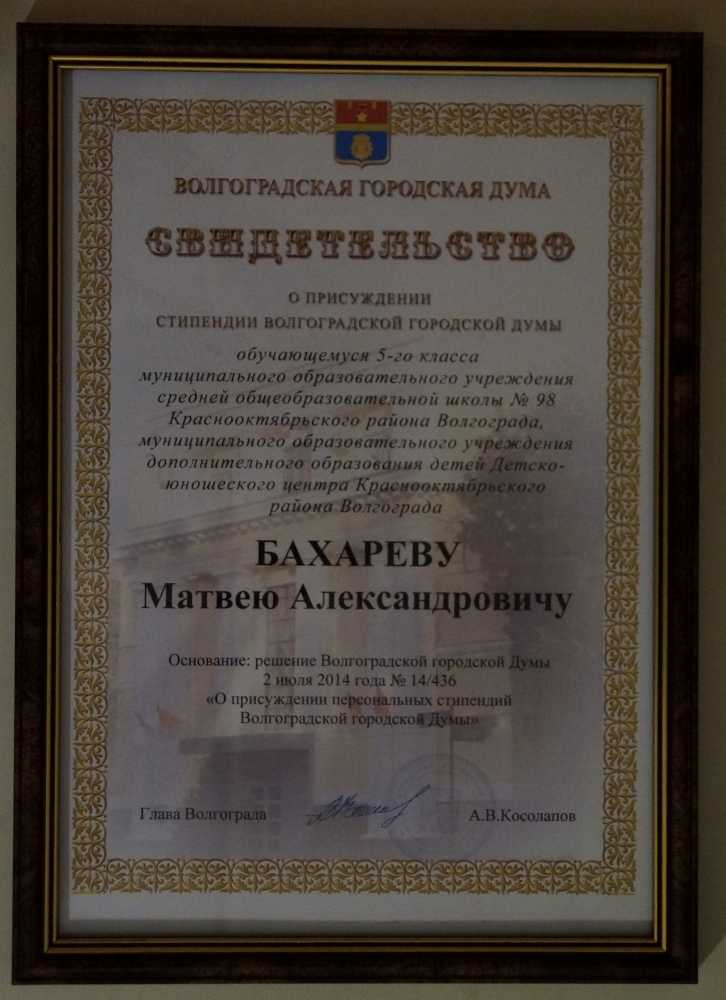 ВОЛГОГРАДСКАЯ ГОРОДСКАЯ ДУМА
СВИДЕТЕЛЬСТВО
О ПРИСУЖДЕНИИ
СТИПЕНДИИ ВОЛГОГРАДСКОЙ ГОРОДСКОЙ ДУМЫ
обучающемуся 5-го класса
муниципального образовательного учреждения
средней общеобразовательной школы № 98
Краснооктябрьского района Волгограда,
муниципального образовательного учреждения
дополнительного образования детей Детско-
юношеского центра Краснооктябрьского
района Волгограда
БАХАРЕВУ
Матвею Александровичу
Основание: решение Волгоградской городской Думы
2 июля 2014 года № 14/436
«О присуждении персональных стипендий
Волгоградской городской Думы»
Глава Волгограда А.В.Косолапов